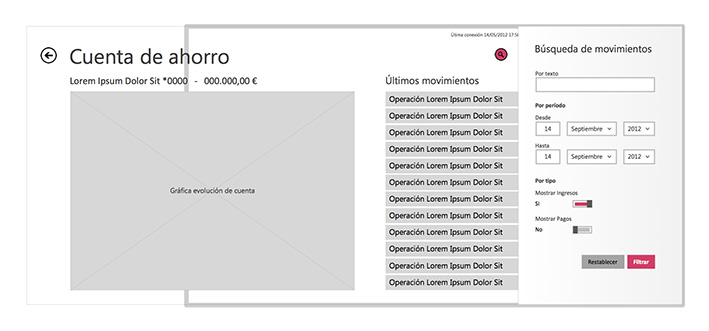 Útima conexión 14/05/2012 17:56
Cuenta de ahorro
Lorem Ipsum Dolor Sit *0000 - 000.000,00 €
Gráfica evolución de cuenta
Últimos movimientos
Operación Lorem Ipsum Dolor Sit
Operación Lorem Ipsum Dolor Sit
Operación Lorem Ipsum Dolor Sit
Operación Lorem Ipsum Dolor Sit
Operación Lorem Ipsum Dolor Sit
Operación Lorem Ipsum Dolor Sit
Operación Lorem Ipsum Dolor Sit
Operación Lorem Ipsum Dolor Sit
Operación Lorem Ipsum Dolor Sit
Operación Lorem Ipsum Dolor Sit
Operación Lorem Ipsum Dolor Sit
Operación Lorem Ipsum Dolor Sit
Búsqueda de movimientos
Por texto
Por período
Desde
14 Septiembre 2012
Hasta
14 Septiembre 2012
Por tipo
Mostrar Ingresos
Si
Mostrar Pagos
No
Restablecer Filtrar